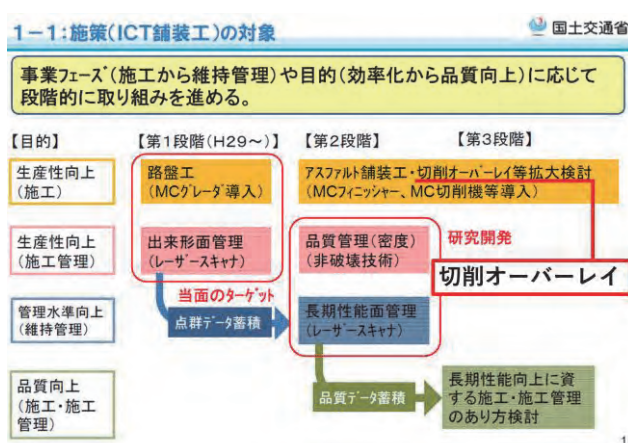 1-1:施策(ICT舗装工)の対象
国土交通省
事業フェーズ(施工から維持管理)や目的(効率化から品質向上)に応じて
段階的に取り組みを進める。
【目的】
【第1段階(H29~)】
【第2段階】
【第3段階】
生産性向上
(施工)
路盤工
(MCグレーダ導入)
アスファルト舗装工・切削オーバーレイ等拡大検討
(MCフィニッシャー、MC切削機等導入)
生産性向上
(施工管理)
出来形面管理
(レーザースキャナ)
品質管理(密度)
(非破壊技術)
研究開発
切削オーバーレイ
当面のターゲット
管理水準向上
(維持管理)
点群データ蓄積
長期性能面管理
(レーザースキャナ)
品質向上
(施工・施工
管理)
品質データ蓄積
長期性能向上に資
する施工・施工管理
のあり方検討
1